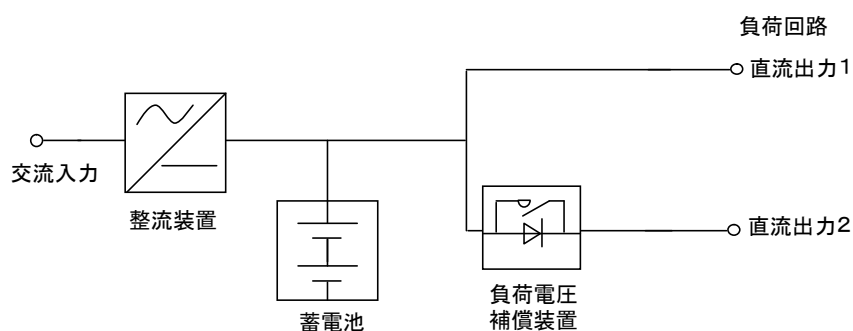 負荷回路
直流出力1
交流入力
整流装置
直流出力2
負荷電圧
補償装置
蓄電池